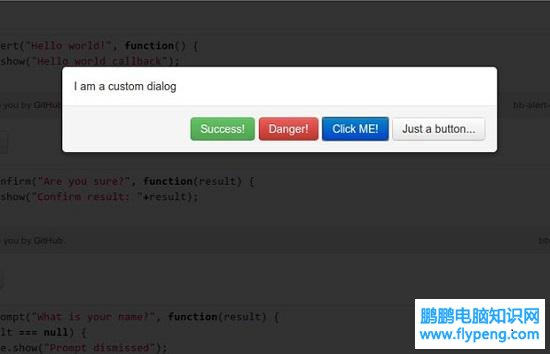 ert("Hello world!", function() {
show("Hello world callback");
I am a custom dialog
you by GitHub.
bb-alert-
Success!
Danger!
Click ME!
Just a button...
nfirm("Are you sure?", function(result) {
show("Confirm result: "+result);
you by GitHub.
bb-
ompt("What is your name?", function(result) {
lt === null) {
e.show("Prompt dismissed");
鹏鹏电脑知识网
www.flypeng.com